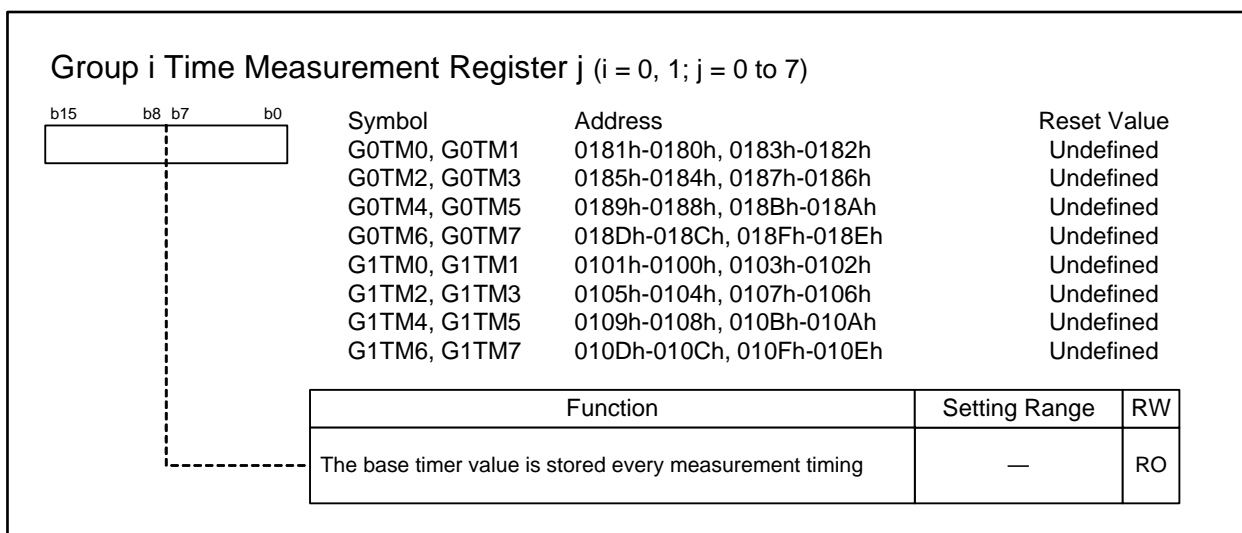 Group i Time Measurement Register j (i = 0, 1; j = 0 to 7)
b15 b8 b7 b0
Symbol Address Reset Value
G0TM0, G0TM1 0181h-0180h, 0183h-0182h Undefined
G0TM2, G0TM3 0185h-0184h, 0187h-0186h Undefined
G0TM4, G0TM5 0189h-0188h, 018Bh-018Ah Undefined
G0TM6, G0TM7 018Dh-018Ch, 018Fh-018Eh Undefined
G1TM0, G1TM1 0101h-0100h, 0103h-0102h Undefined
G1TM2, G1TM3 0105h-0104h, 0107h-0106h Undefined
G1TM4, G1TM5 0109h-0108h, 010Bh-010Ah Undefined
G1TM6, G1TM7 010Dh-010Ch, 010Fh-010Eh Undefined
Function Setting Range RW
The base timer value is stored every measurement timing — RO